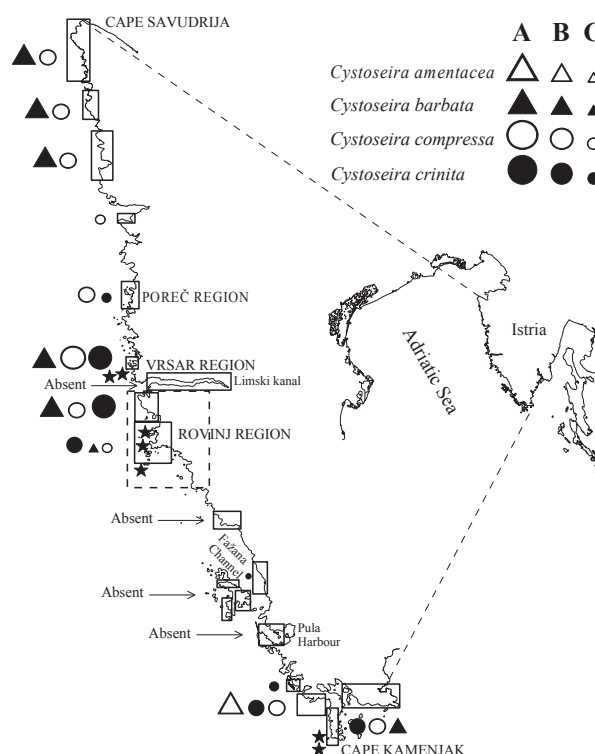 CAPE SAVUDRIJA
A B C
Cystoseira amentacea
Cystoseira barbata
Cystoseira compressa
Cystoseira crinita
POREČ REGION
Istria
Adriatic Sea
VRSAR REGION
Absent
Limski kanal
ROVINJ REGION
Absent
Fažana
Channel
Absent
Absent
Pula
Harbour
CAPE KAMENJAK